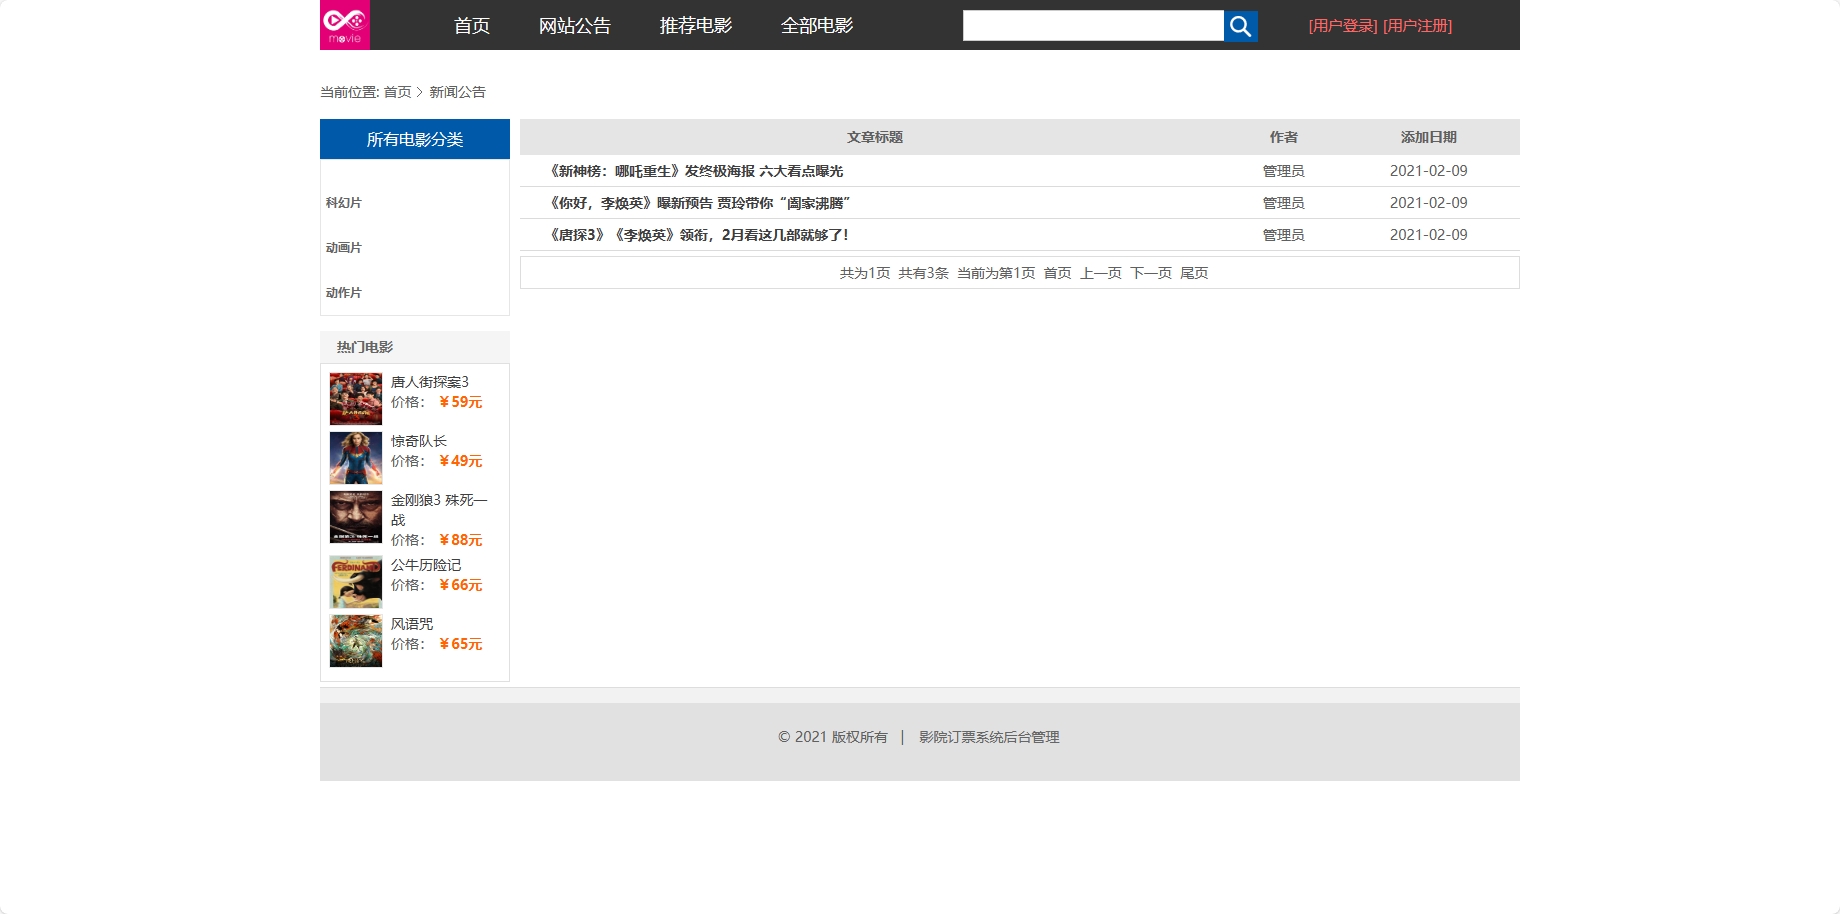 movie
首页 网站公告 推荐电影 全部电影 [用户登录] [用户注册]
当前位置: 首页 > 新闻公告
所有电影分类
科幻片
动画片
动作片
热门电影
唐人街探案3
价格： ￥59元
惊奇队长
价格： ￥49元
金刚狼3 殊死一
战
价格： ￥88元
FERDINAND
公牛历险记
价格： ￥66元
风语咒
价格： ￥65元
文章标题 作者 添加日期
《新神榜：哪吒重生》发终极海报 六大看点曝光 管理员 2021-02-09
《你好，李焕英》曝新预告 贾玲带你“阖家沸腾” 管理员 2021-02-09
《唐探3》《李焕英》领衔，2月看这几部就够了！ 管理员 2021-02-09
共为1页 共有3条 当前为第1页 首页 上一页 下一页 尾页
© 2021 版权所有 | 影院订票系统后台管理